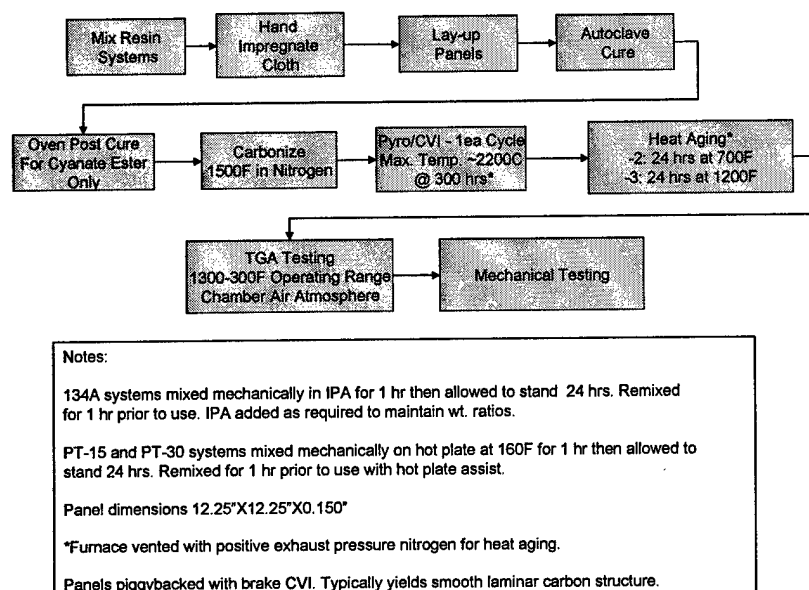 Mix Resin
Systems
Hand
Impregnate
Cloth
Lay-up
Panels
Autoclave
Cure
Oven Post Cure
For Cyanate Ester
Only
Carbonize
1500F in Nitrogen
Pyro/CVI - 1ea Cycle
Max. Temp. ~2200C
@ 300 hrs*
Heat Aging*
-2: 24 hrs at 700F
-3: 24 hrs at 1200F
TGA Testing
1300-300F Operating Range
Chamber Air Atmosphere
Mechanical Testing
Notes:
134A systems mixed mechanically in IPA for 1 hr then allowed to stand 24 hrs. Remixed
for 1 hr prior to use. IPA added as required to maintain wt. ratios.
PT-15 and PT-30 systems mixed mechanically on hot plate at 160F for 1 hr then allowed to
stand 24 hrs. Remixed for 1 hr prior to use with hot plate assist.
Panel dimensions 12.25"X12.25"X0.150"
*Furnace vented with positive exhaust pressure nitrogen for heat aging.
Panels piggybacked with brake CVI. Typically yields smooth laminar carbon structure.